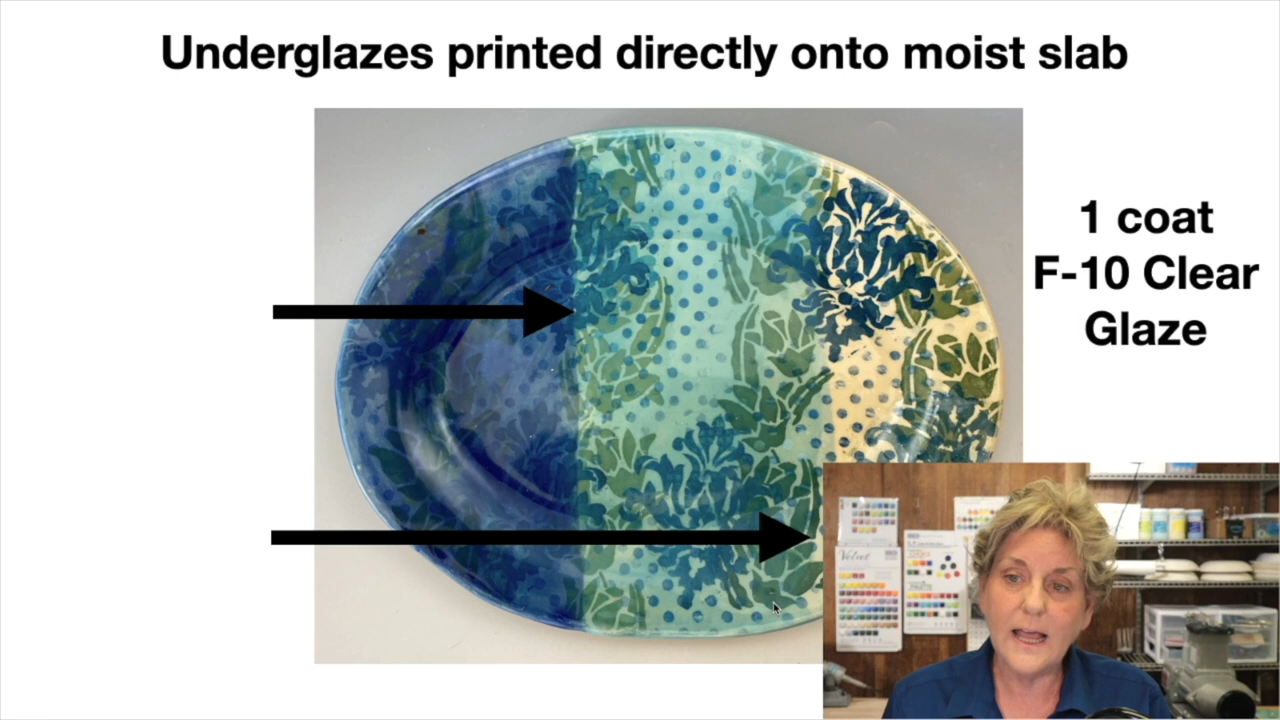 Underglazes printed directly onto moist slab
1 coat
F-10 Clear
Glaze
Velvet